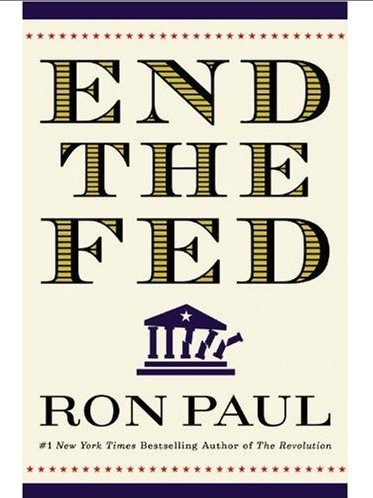 END
THE
FED
RON PAUL
#1 New York Times Bestselling Author of The Revolution